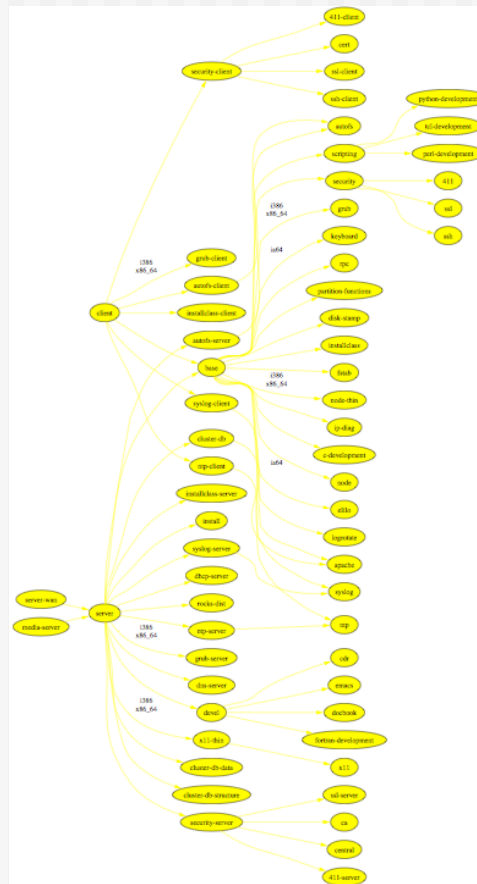 411-client
cert
security-client
ssl-client
ssh-client
python-development
autofs
tcl-development
scripting
perl-development
security
411
i386
x86_64
grub
ssl
keyboard
ssh
ia64
i386
x86_64
grub-client
rpc
autofs-client
partition-functions
client
installclass-client
disk-stamp
autofs-server
installclass
base
fstab
i386
x86_64
syslog-client
node-thin
ip-diag
cluster-db
c-development
ntp-client
ia64
node
installclass-server
elilo
install
logrotate
syslog-server
apache
dhcp-server
syslog
server-wan
rocks-dist
server
media-server
i386
x86_64
ntp-server
ntp
grub-server
cdr
dns-server
emacs
i386
x86_64
devel
docbook
x11-thin
fortran-development
cluster-db-data
x11
cluster-db-structure
ssl-server
security-server
ca
central
411-server